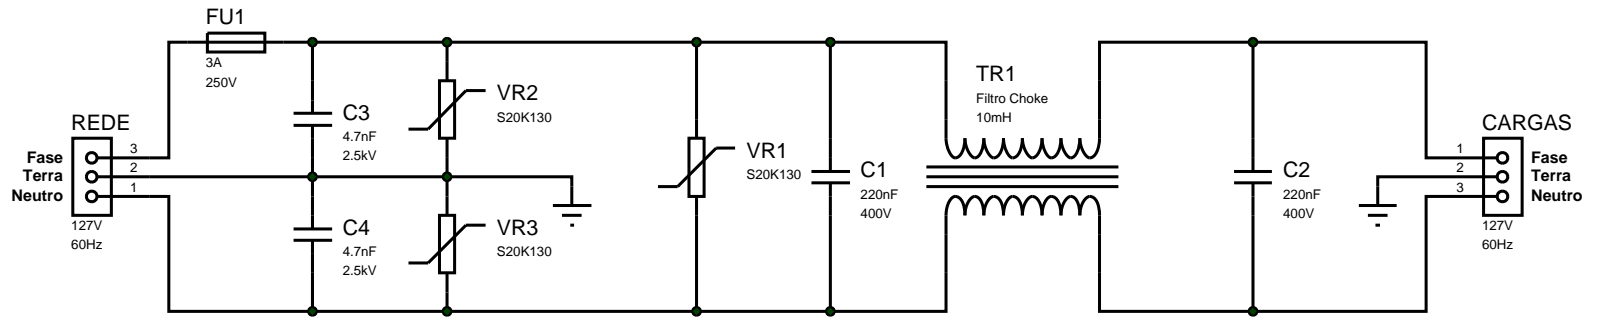 FU1
3A
250V
REDE
Fase
Terra
Neutro
3
2
1
127V
60Hz
C3
4.7nF
2.5kV
C4
4.7nF
2.5kV
VR2
S20K130
VR3
S20K130
VR1
S20K130
C1
220nF
400V
TR1
Filtro Choke
10mH
C2
220nF
400V
CARGAS
1
2
3
Fase
Terra
Neutro
127V
60Hz